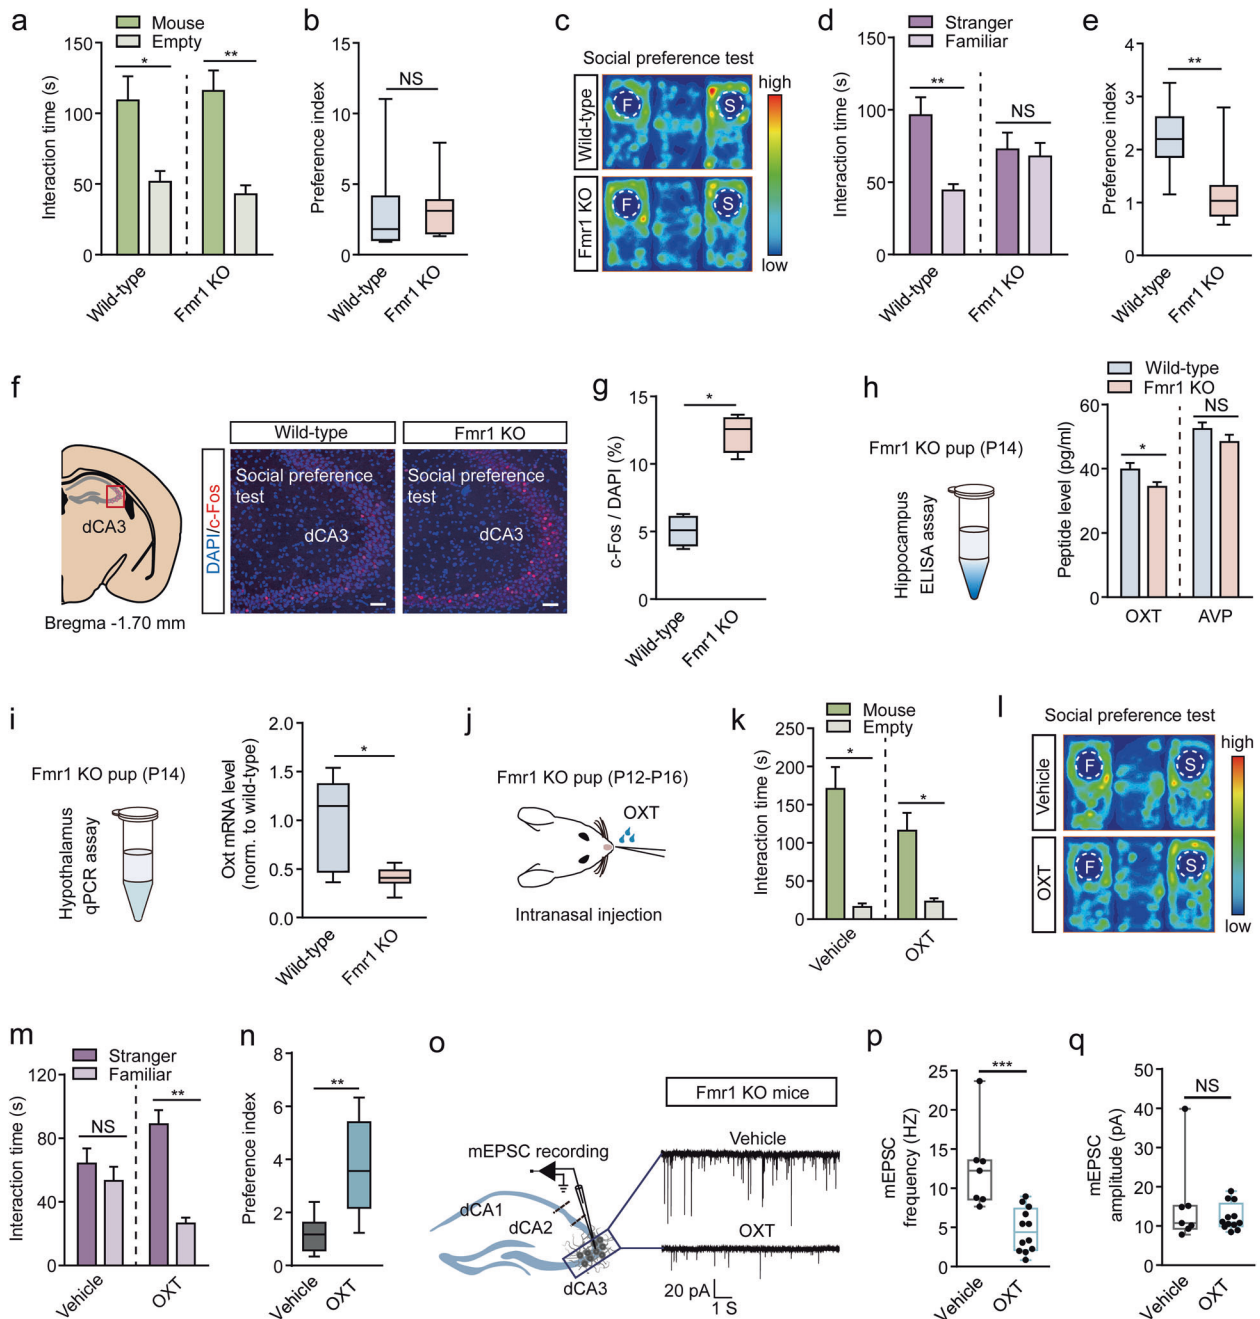 a
Mouse
Empty
Interaction time (s)
150
100
50
0
*
**
Wild-type
Fmr1 KO
b
Preference index
15
10
5
0
NS
Wild-type
Fmr1 KO
c
Social preference test
Wild-type
Fmr1 KO
F
S
F
S
high
low
d
Stranger
Familiar
Interaction time (s)
150
100
50
0
**
NS
Wild-type
Fmr1 KO
e
Preference index
4
3
2
1
0
**
Wild-type
Fmr1 KO
f
dCA3
Bregma -1.70 mm
DAPI/c-Fos
Wild-type
Fmr1 KO
Social preference
test
dCA3
Social preference
test
dCA3
g
c-Fos / DAPI (%)
15
10
5
0
*
Wild-type
Fmr1 KO
h
Fmr1 KO pup (P14)
Hippocampus
ELISA assay
Wild-type
Fmr1 KO
Peptide level (pg/ml)
60
40
20
0
*
NS
OXT
AVP
i
Fmr1 KO pup (P14)
Hypothalamus
qPCR assay
Oxt mRNA level
(norm. to wild-type)
2.0
1.5
1.0
0.5
0.0
*
Wild-type
Fmr1 KO
j
Fmr1 KO pup (P12-P16)
OXT
Intranasal injection
k
Mouse
Empty
Interaction time (s)
250
200
150
100
50
0
*
*
Vehicle
OXT
l
Social preference test
Vehicle
OXT
F
S
F
S
high
low
m
Stranger
Familiar
Interaction time (s)
120
80
40
0
NS
**
Vehicle
OXT
n
Preference index
8
6
4
2
0
**
Vehicle
OXT
o
Fmr1 KO mice
mEPSC recording
dCA1
dCA2
dCA3
Vehicle
OXT
20 pA
1 S
p
mEPSC
frequency (HZ)
25
20
15
10
5
0
***
Vehicle
OXT
q
mEPSC
amplitude (pA)
50
40
30
20
10
0
NS
Vehicle
OXT